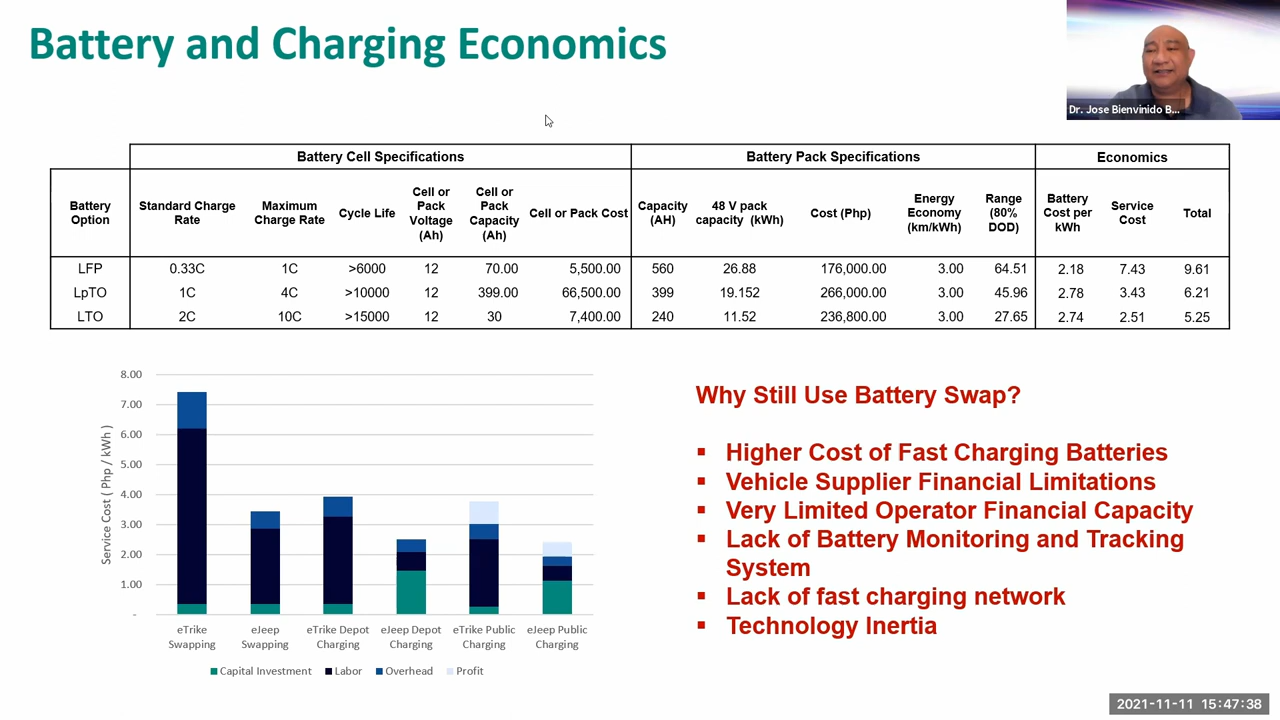 Battery and Charging Economics
Dr. Jose Bienvinido B...
Battery Cell Specifications Battery Pack Specifications Economics
Battery Option Standard Charge Rate Maximum Charge Rate Cycle Life Cell or Pack Voltage (Ah) Cell or Pack Capacity (Ah) Cell or Pack Cost Capacity (AH) 48 V pack capacity (kWh) Cost (Php) Energy Economy (km/kWh) Range (80% DOD) Battery Cost per kWh Service Cost Total
LFP 0.33C 1C >6000 12 70.00 5,500.00 560 26.88 176,000.00 3.00 64.51 2.18 7.43 9.61
LpTO 1C 4C >10000 12 399.00 66,500.00 399 19.152 266,000.00 3.00 45.96 2.78 3.43 6.21
LTO 2C 10C >15000 12 30 7,400.00 240 11.52 236,800.00 3.00 27.65 2.74 2.51 5.25
Service Cost ( Php / kWh )
8.00
7.00
6.00
5.00
4.00
3.00
2.00
1.00
-
eTrike Swapping
eJeep Swapping
eTrike Depot Charging
eJeep Depot Charging
eTrike Public Charging
eJeep Public Charging
Capital Investment Labor Overhead Profit
Why Still Use Battery Swap?
▪ Higher Cost of Fast Charging Batteries
▪ Vehicle Supplier Financial Limitations
▪ Very Limited Operator Financial Capacity
▪ Lack of Battery Monitoring and Tracking
System
▪ Lack of fast charging network
▪ Technology Inertia
2021-11-11 15:47:38